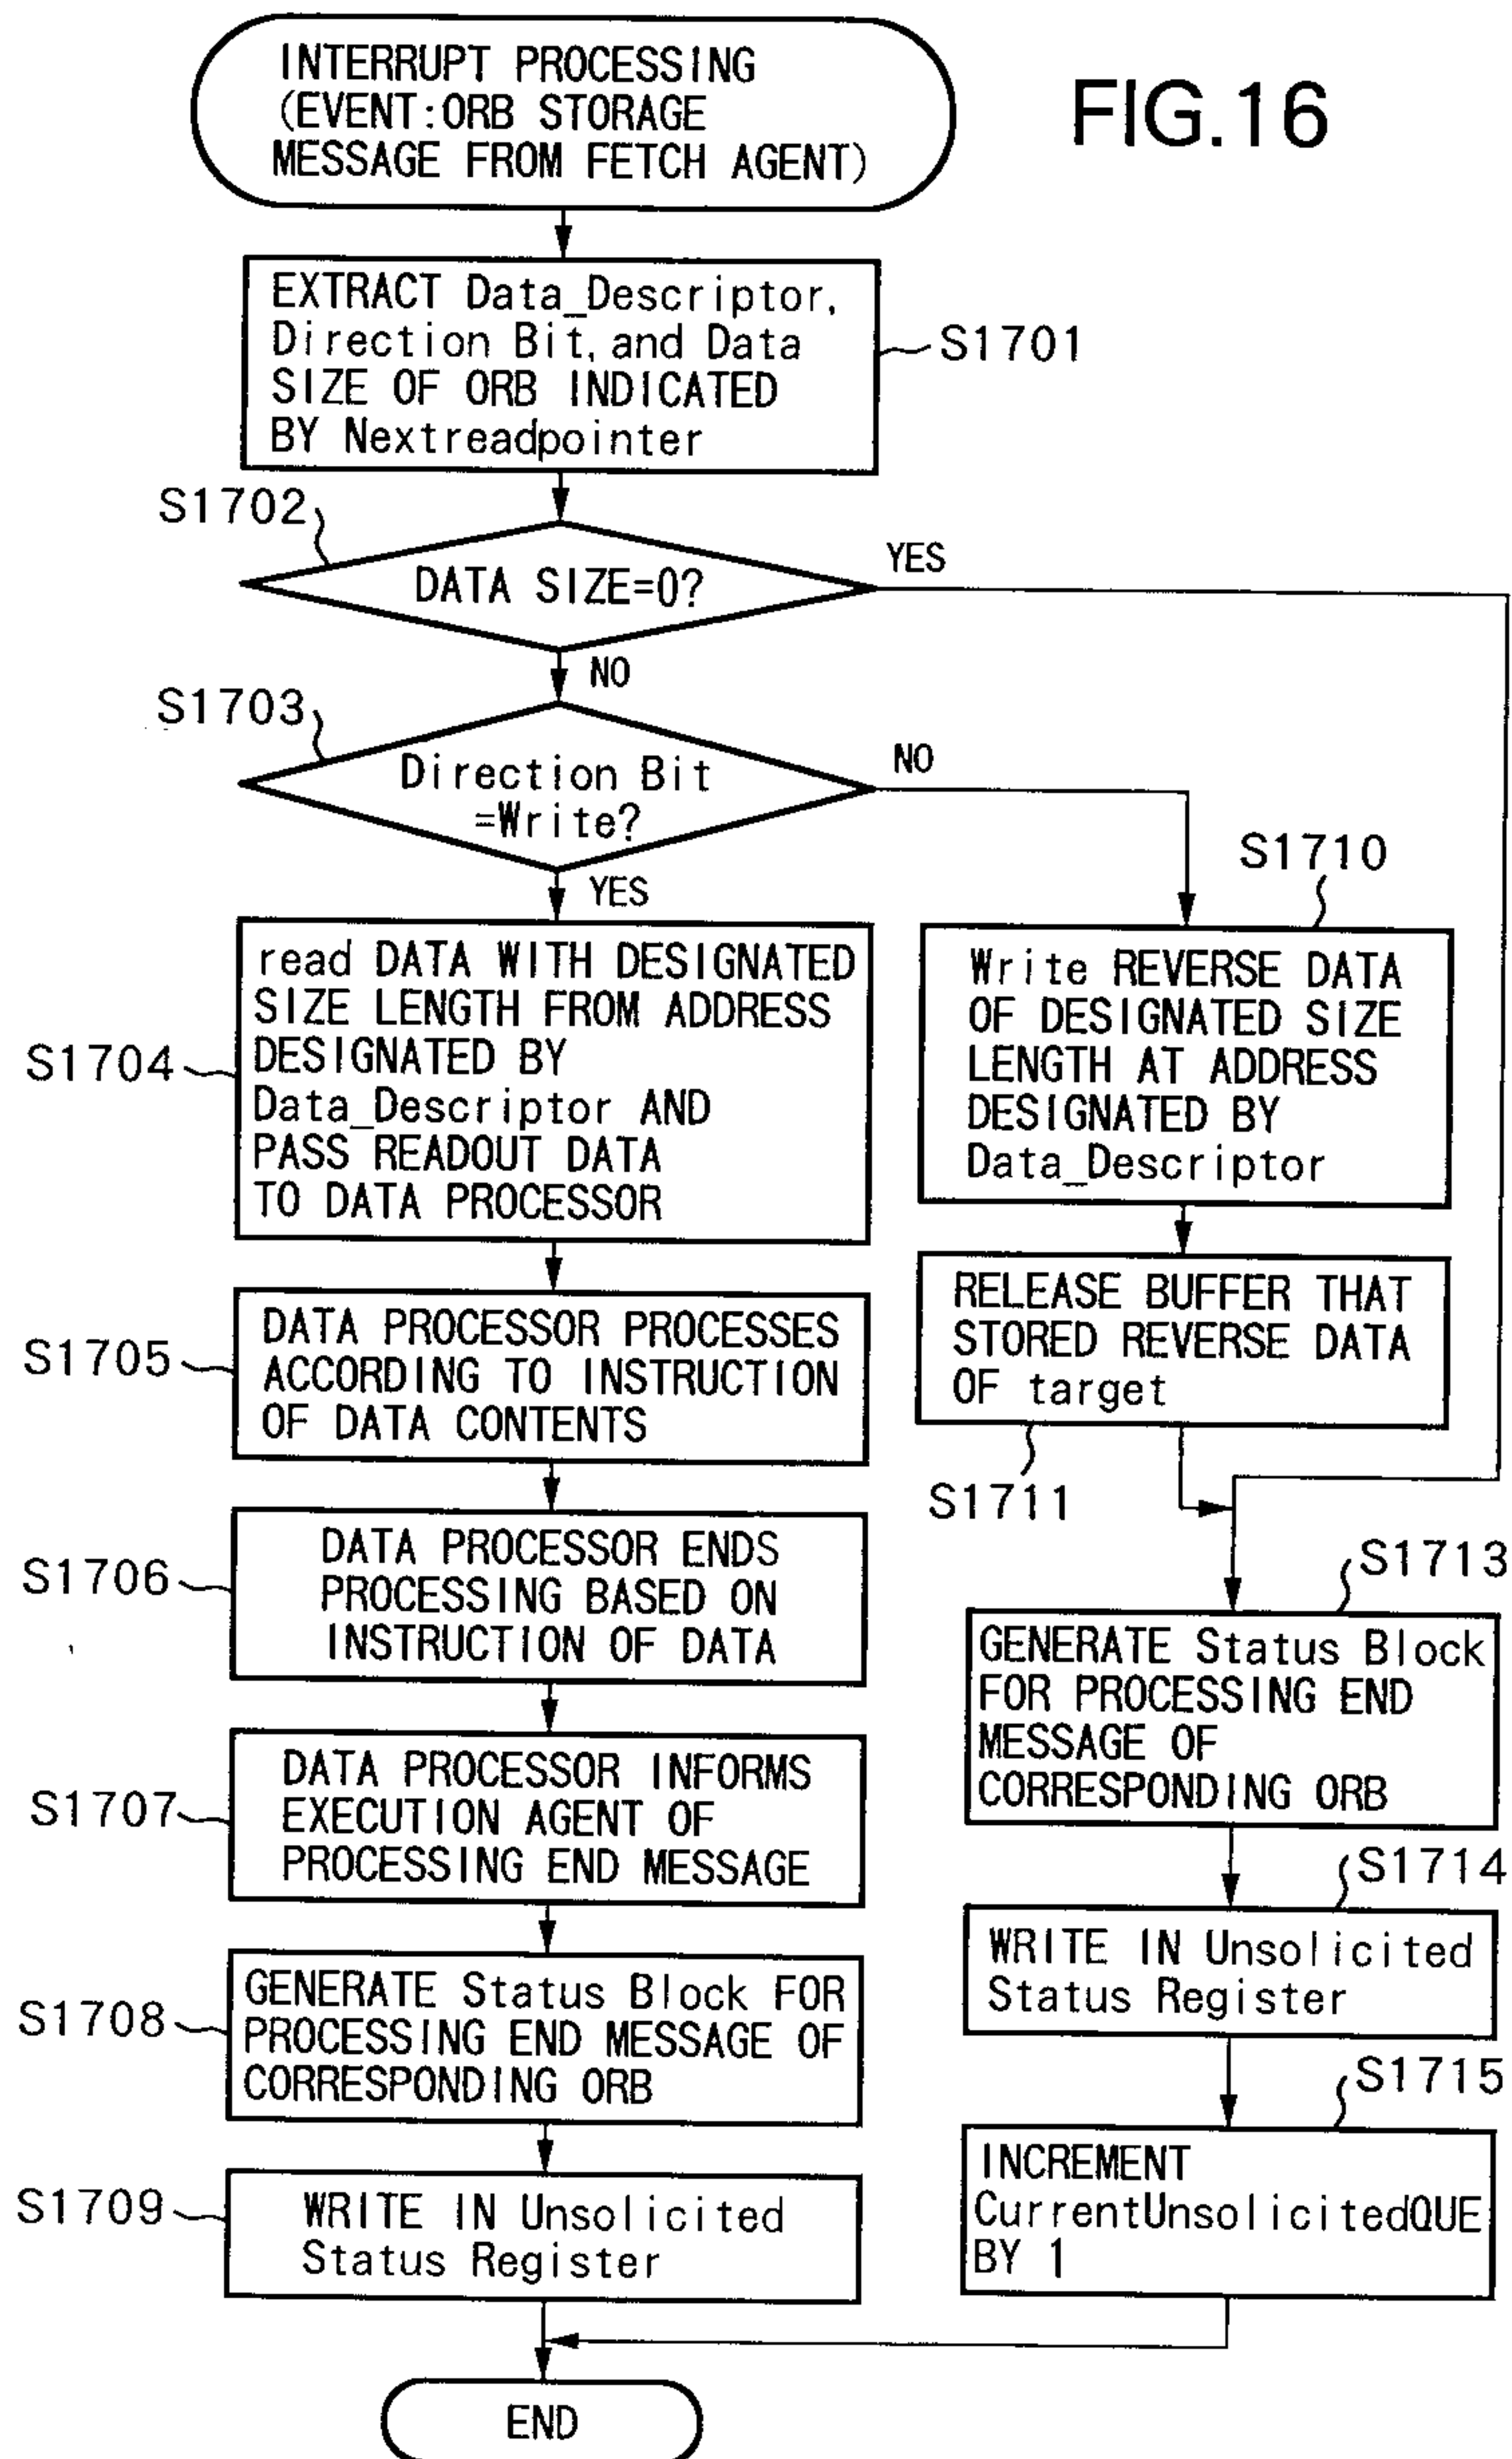 FIG.16
INTERRUPT PROCESSING
(EVENT:ORB STORAGE
MESSAGE FROM FETCH AGENT)
EXTRACT Data_Descriptor,
Direction Bit, and Data
SIZE OF ORB INDICATED
BY Nextreadpointer
S1701
S1702
DATA SIZE=0?
YES
NO
S1703
Direction Bit
=Write?
NO
YES
S1704
read DATA WITH DESIGNATED
SIZE LENGTH FROM ADDRESS
DESIGNATED BY
Data_Descriptor AND
PASS READOUT DATA
TO DATA PROCESSOR
S1705
DATA PROCESSOR PROCESSES
ACCORDING TO INSTRUCTION
OF DATA CONTENTS
S1706
DATA PROCESSOR ENDS
PROCESSING BASED ON
INSTRUCTION OF DATA
S1707
DATA PROCESSOR INFORMS
EXECUTION AGENT OF
PROCESSING END MESSAGE
S1708
GENERATE Status Block FOR
PROCESSING END MESSAGE OF
CORRESPONDING ORB
S1709
WRITE IN Unsolicited
Status Register
S1710
Write REVERSE DATA
OF DESIGNATED SIZE
LENGTH AT ADDRESS
DESIGNATED BY
Data_Descriptor
RELEASE BUFFER THAT
STORED REVERSE DATA
OF target
S1711
S1713
GENERATE Status Block
FOR PROCESSING END
MESSAGE OF
CORRESPONDING ORB
S1714
WRITE IN Unsolicited
Status Register
S1715
INCREMENT
CurrentUnsolicitedQUE
BY 1
END